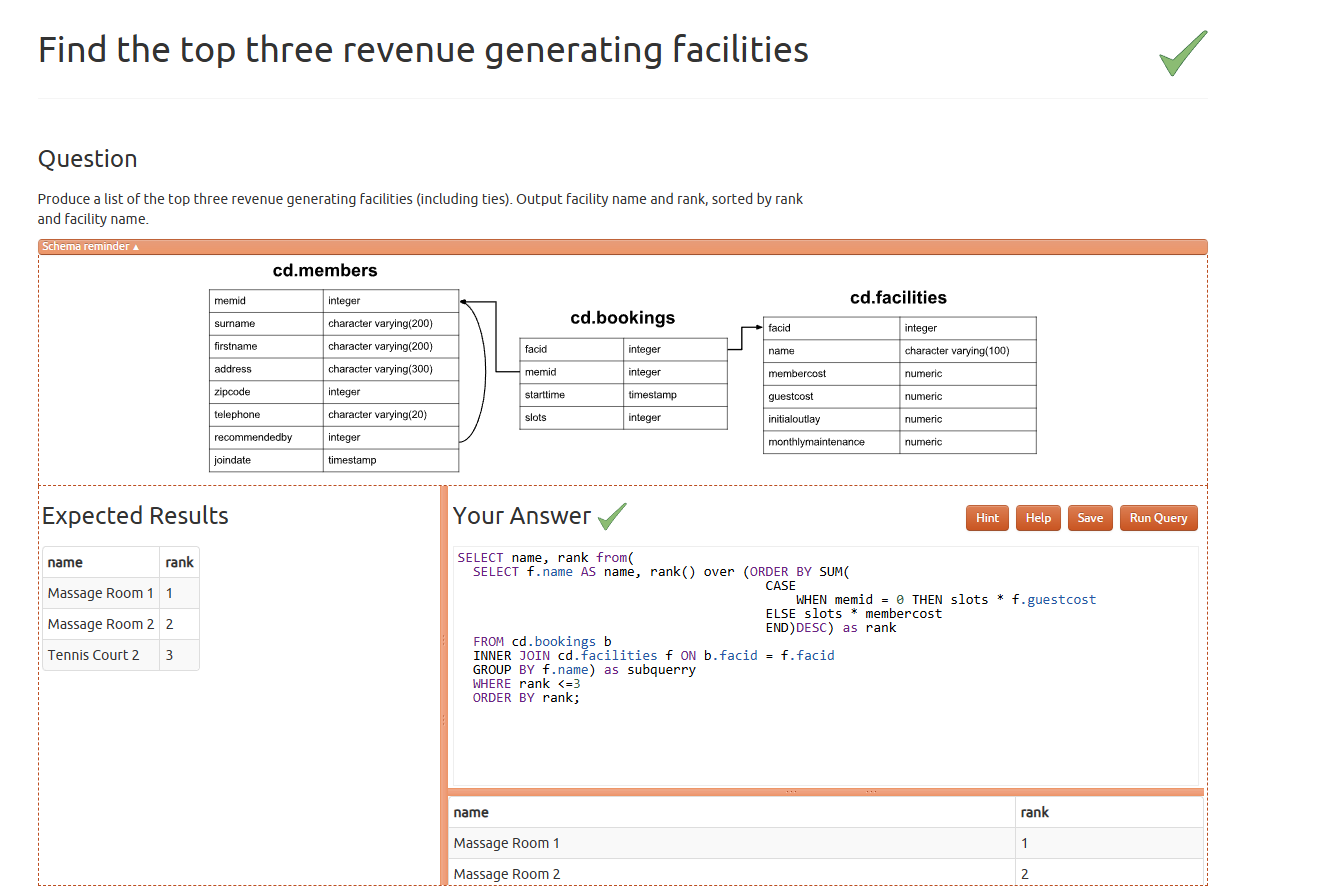 Find the top three revenue generating facilities
Question
Produce a list of the top three revenue generating facilities (including ties). Output facility name and rank, sorted by rank
and facility name.
Schema reminder ▲
cd.members
memid integer
surname character varying(200)
firstname character varying(200)
address character varying(300)
zipcode integer
telephone character varying(20)
recommendedby integer
joindate timestamp
cd.bookings
facid integer
memid integer
starttime timestamp
slots integer
cd.facilities
facid integer
name character varying(100)
membercost numeric
guestcost numeric
initialoutlay numeric
monthlymaintenance numeric
Expected Results
name rank
Massage Room 1 1
Massage Room 2 2
Tennis Court 2 3
Your Answer
Hint Help Save Run Query
SELECT name, rank from(
SELECT f.name AS name, rank() over (ORDER BY SUM(
CASE
WHEN memid = 0 THEN slots * f.guestcost
ELSE slots * membercost
END)DESC) as rank
FROM cd.bookings b
INNER JOIN cd.facilities f ON b.facid = f.facid
GROUP BY f.name) as subquerry
WHERE rank <=3
ORDER BY rank;
name rank
Massage Room 1 1
Massage Room 2 2